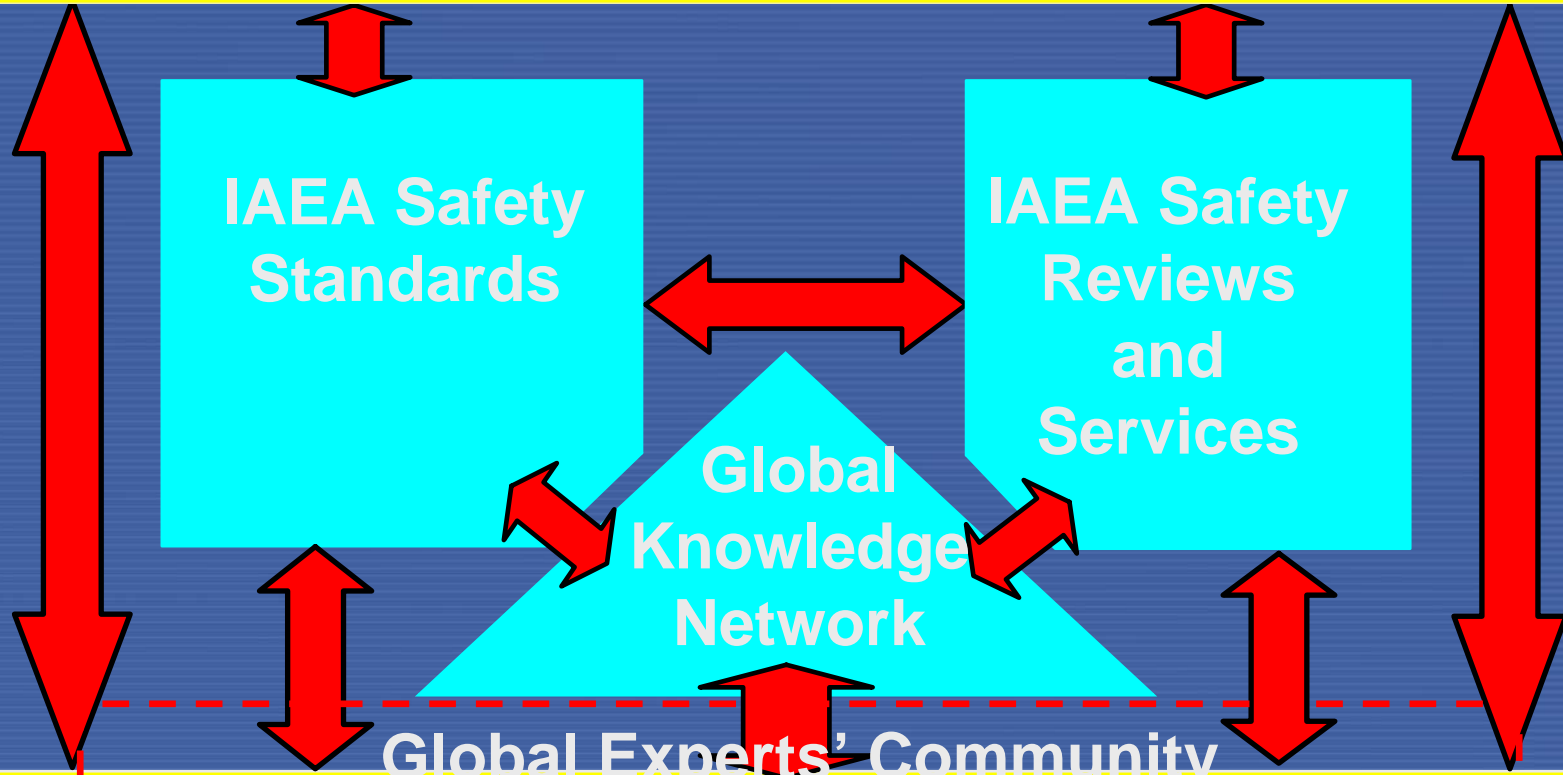 IAEA Safety
Standards
IAEA Safety
Reviews
and
Services
Global
Knowledge
Network
Global Experts’ Community